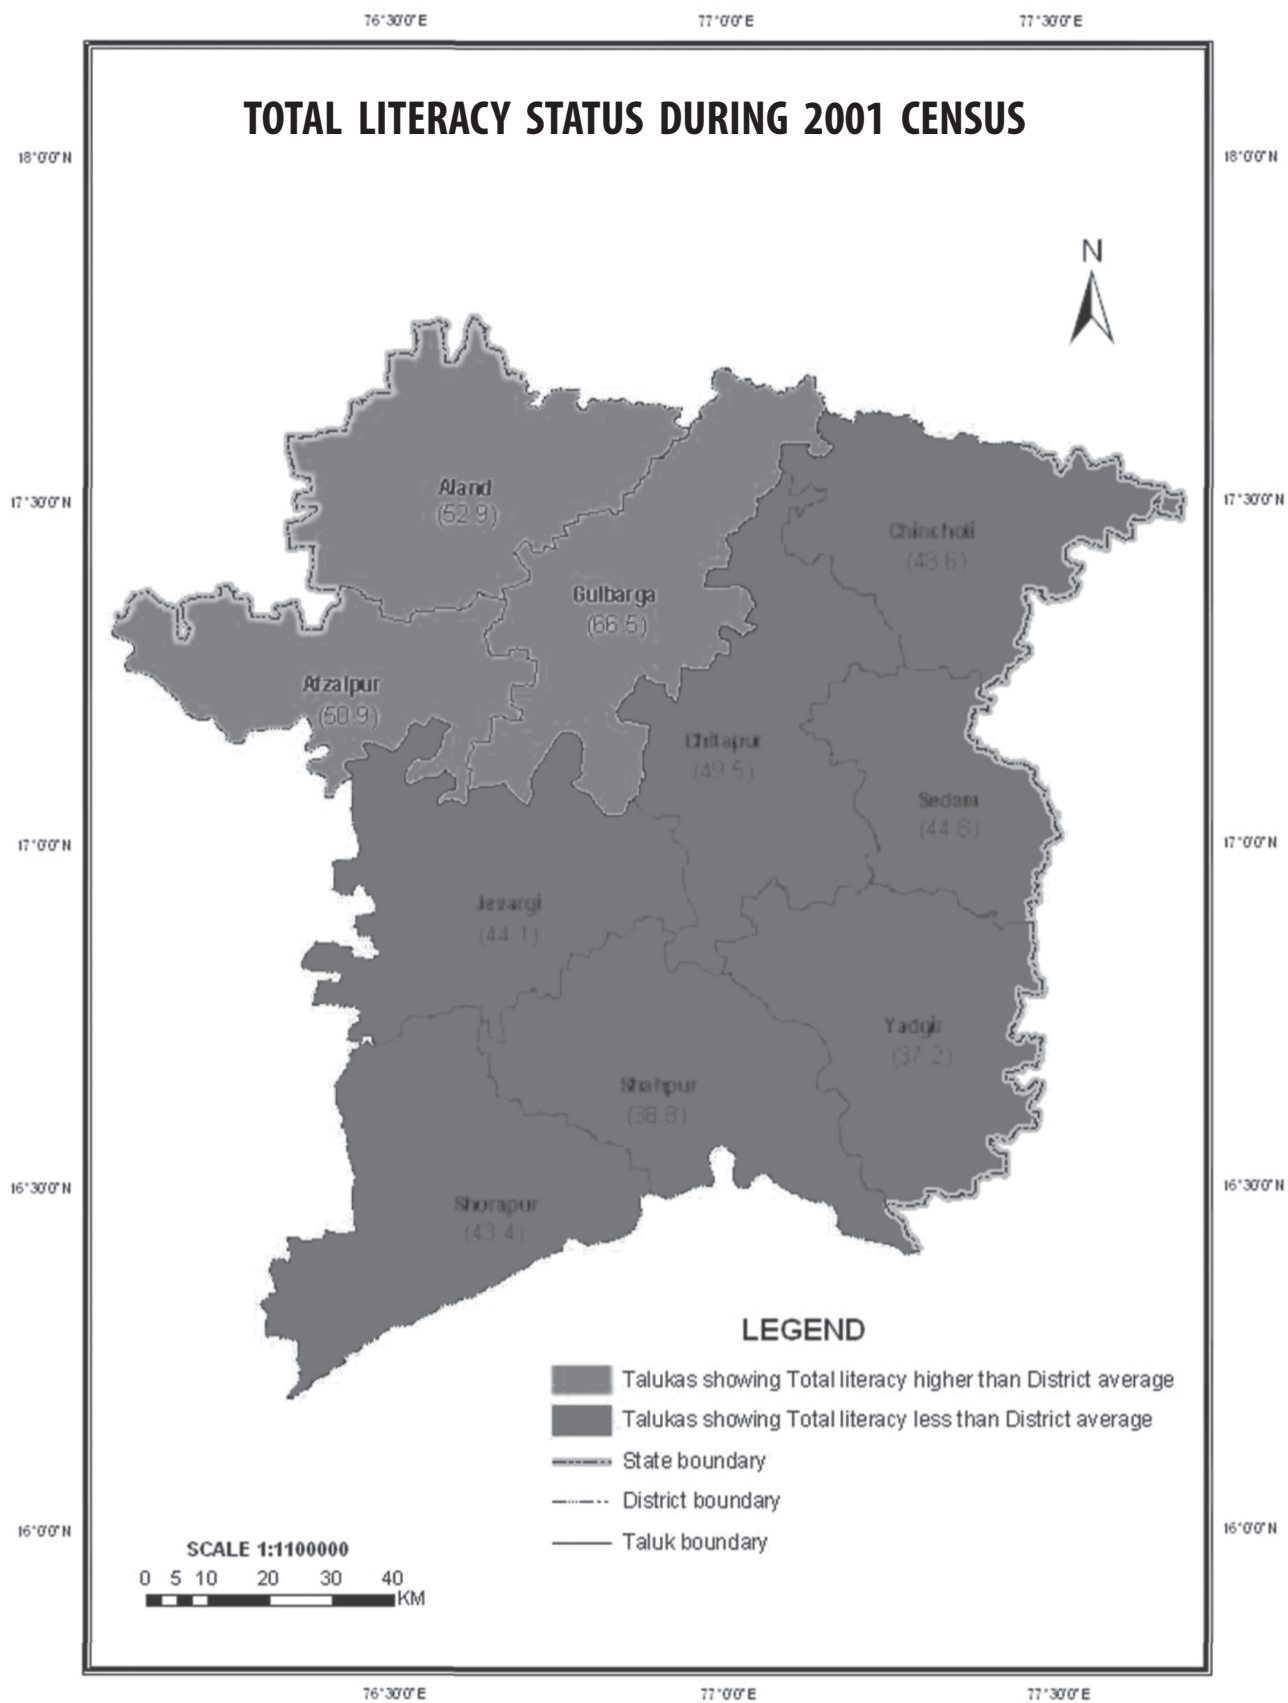 76°30'0"E 77°0'0"E 77°30'0"E
TOTAL LITERACY STATUS DURING 2001 CENSUS
18°0'0"N 18°0'0"N
N
17°30'0"N 17°30'0"N
Aland
(52.9)
Chincholi
Gulbarga
(66.5)
Afzalpur
(50.9)
Chitapur
(49.5)
Sedam
(44.8)
17°0'0"N 17°0'0"N
Jevargi
(44.1)
Yadgir
(37.2)
Shahpur
(38.8)
16°30'0"N 16°30'0"N
Shorapur
(43.4)
LEGEND
Talukas showing Total literacy higher than District average
Talukas showing Total literacy less than District average
State boundary
District boundary
Taluk boundary
16°0'0"N 16°0'0"N
SCALE 1:1100000
0 5 10 20 30 40
KM
76°30'0"E 77°0'0"E 77°30'0"E